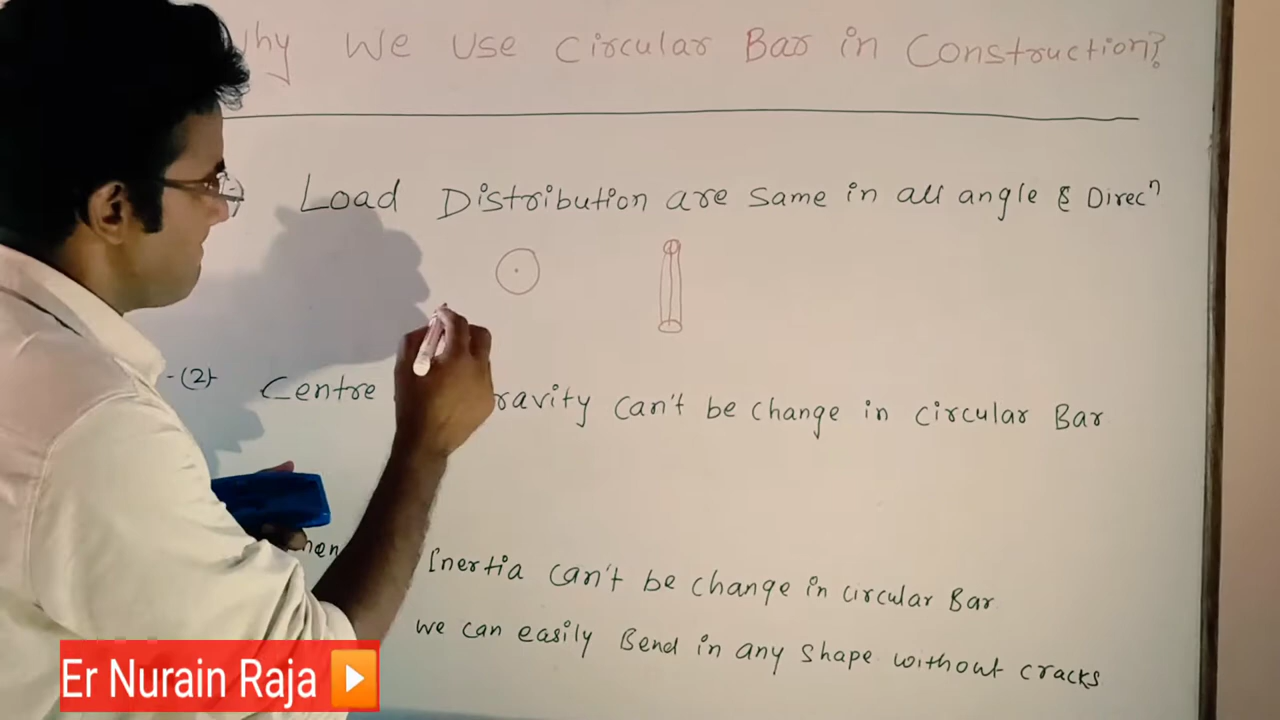 Why We Use Circular Bar in Construction?
Load Distribution are same in all angle & Direcⁿ
-(2) Centre ravity can't be change in circular Bar
Inertia can't be change in circular Bar
we can easily Bend in any shape without cracks
Er Nurain Raja